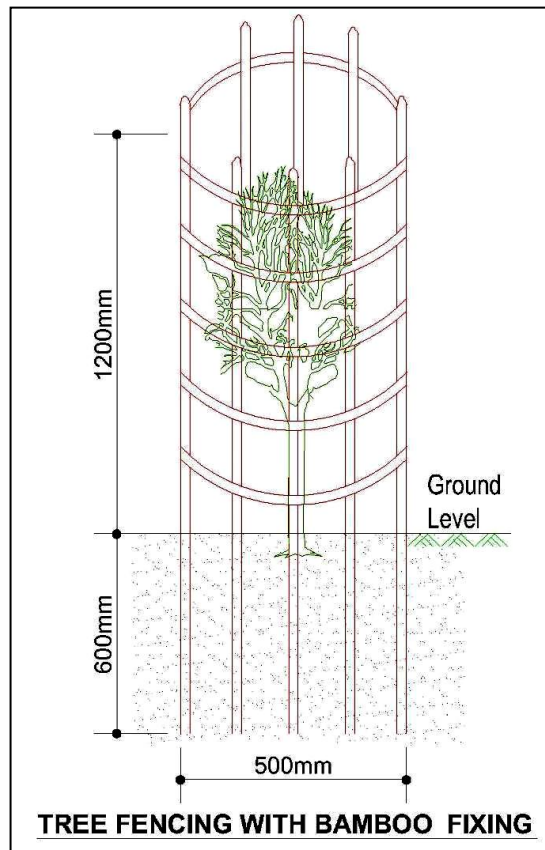 1200mm
Ground
Level
600mm
500mm
TREE FENCING WITH BAMBOO FIXING